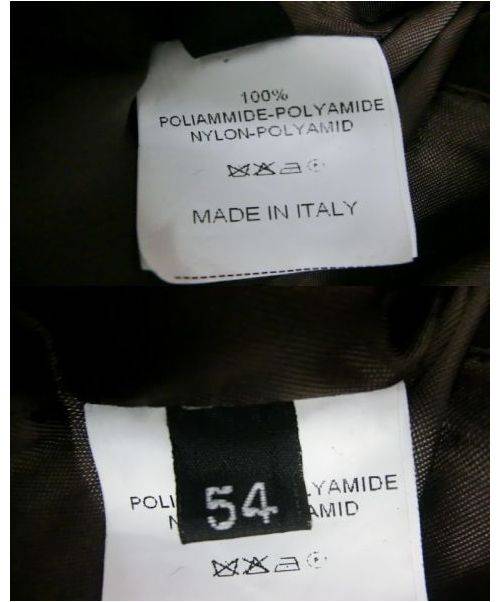 100%
POLIAMMIDE-POLYAMIDE
NYLON-POLYAMID
MADE IN ITALY
54
POLI YAMIDE
N AMID